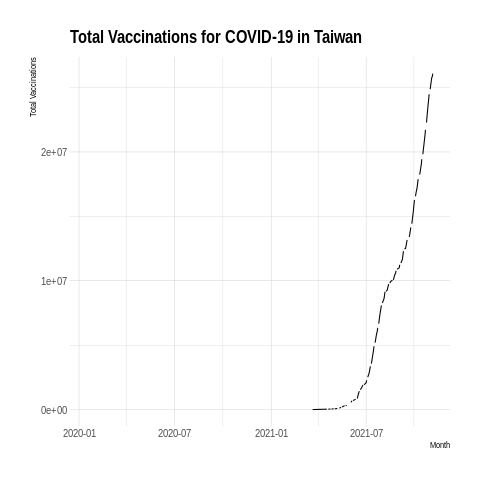 Total Vaccinations for COVID-19 in Taiwan
Total Vaccinations
2e+07
1e+07
0e+00
2020-01 2020-07 2021-01 2021-07
Month